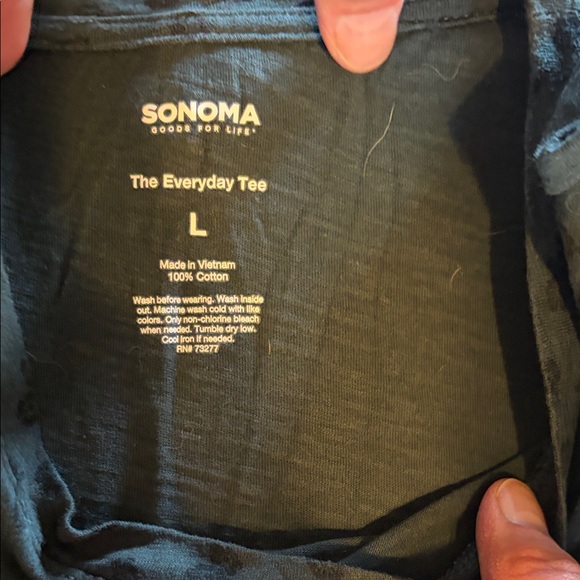 SONOMA
GOODS FOR LIFE®
The Everyday Tee
L
Made in Vietnam
100% Cotton
Wash before wearing. Wash inside
out. Machine wash cold with like
colors. Only non-chlorine bleach
when needed. Tumble dry low.
Cool iron if needed.
RN# 73277